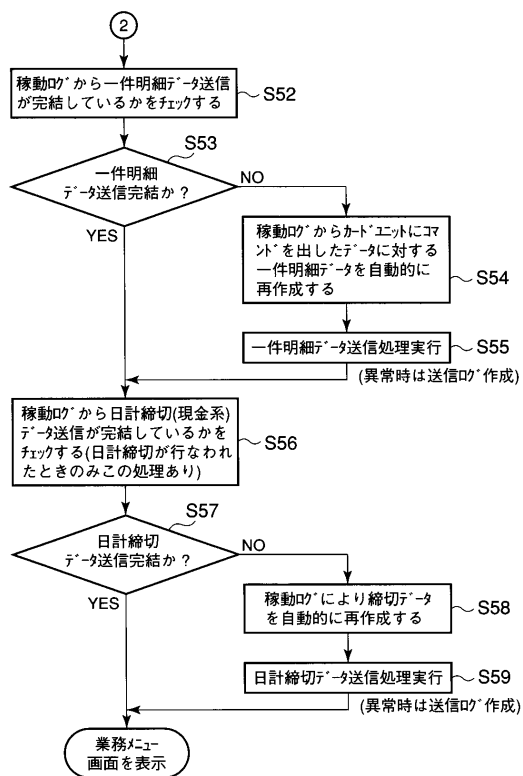 2
稼動ﾛｸﾞから一件明細ﾃﾞｰﾀ送信
が完結しているかをﾁｪｯｸする
S52
S53
一件明細
ﾃﾞｰﾀ送信完結か？
NO
YES
稼動ﾛｸﾞからｶｰﾄﾞﾕﾆｯﾄにｺﾏ
ﾝﾄﾞを出したﾃﾞｰﾀに対する
一件明細ﾃﾞｰﾀを自動的に
再作成する
S54
一件明細ﾃﾞｰﾀ送信処理実行
S55
(異常時は送信ﾛｸﾞ作成)
稼動ﾛｸﾞから日計締切(現金系)
ﾃﾞｰﾀ送信が完結しているかを
ﾁｪｯｸする(日計締切が行なわれ
たときのみこの処理あり)
S56
S57
日計締切
ﾃﾞｰﾀ送信完結か？
NO
YES
稼動ﾛｸﾞにより締切ﾃﾞｰﾀ
を自動的に再作成する
S58
日計締切ﾃﾞｰﾀ送信処理実行
S59
(異常時は送信ﾛｸﾞ作成)
業務ﾒﾆｭｰ
画面を表示